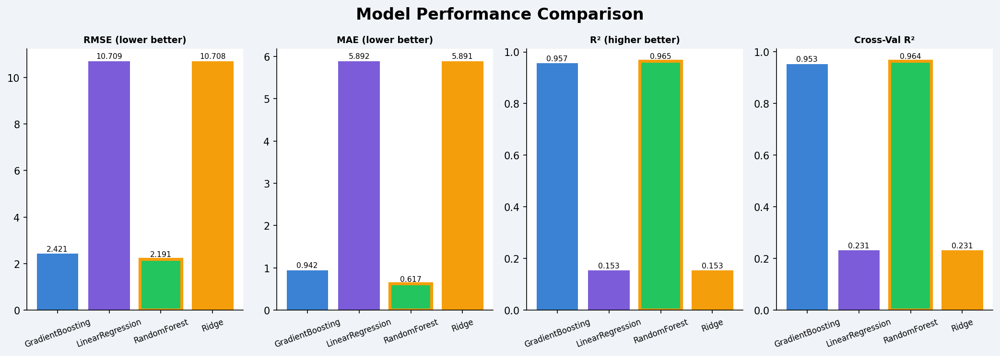 Model Performance Comparison
RMSE (lower better)
10.709
10.708
10
8
6
4
2.421
2.191
2
0
GradientBoosting
LinearRegression
RandomForest
Ridge
MAE (lower better)
6
5.892
5.891
5
4
3
2
1
0.942
0.617
0
GradientBoosting
LinearRegression
RandomForest
Ridge
R² (higher better)
1.0
0.957
0.965
0.8
0.6
0.4
0.2
0.153
0.153
0.0
GradientBoosting
LinearRegression
RandomForest
Ridge
Cross-Val R²
1.0
0.953
0.964
0.8
0.6
0.4
0.231
0.231
0.2
0.0
GradientBoosting
LinearRegression
RandomForest
Ridge